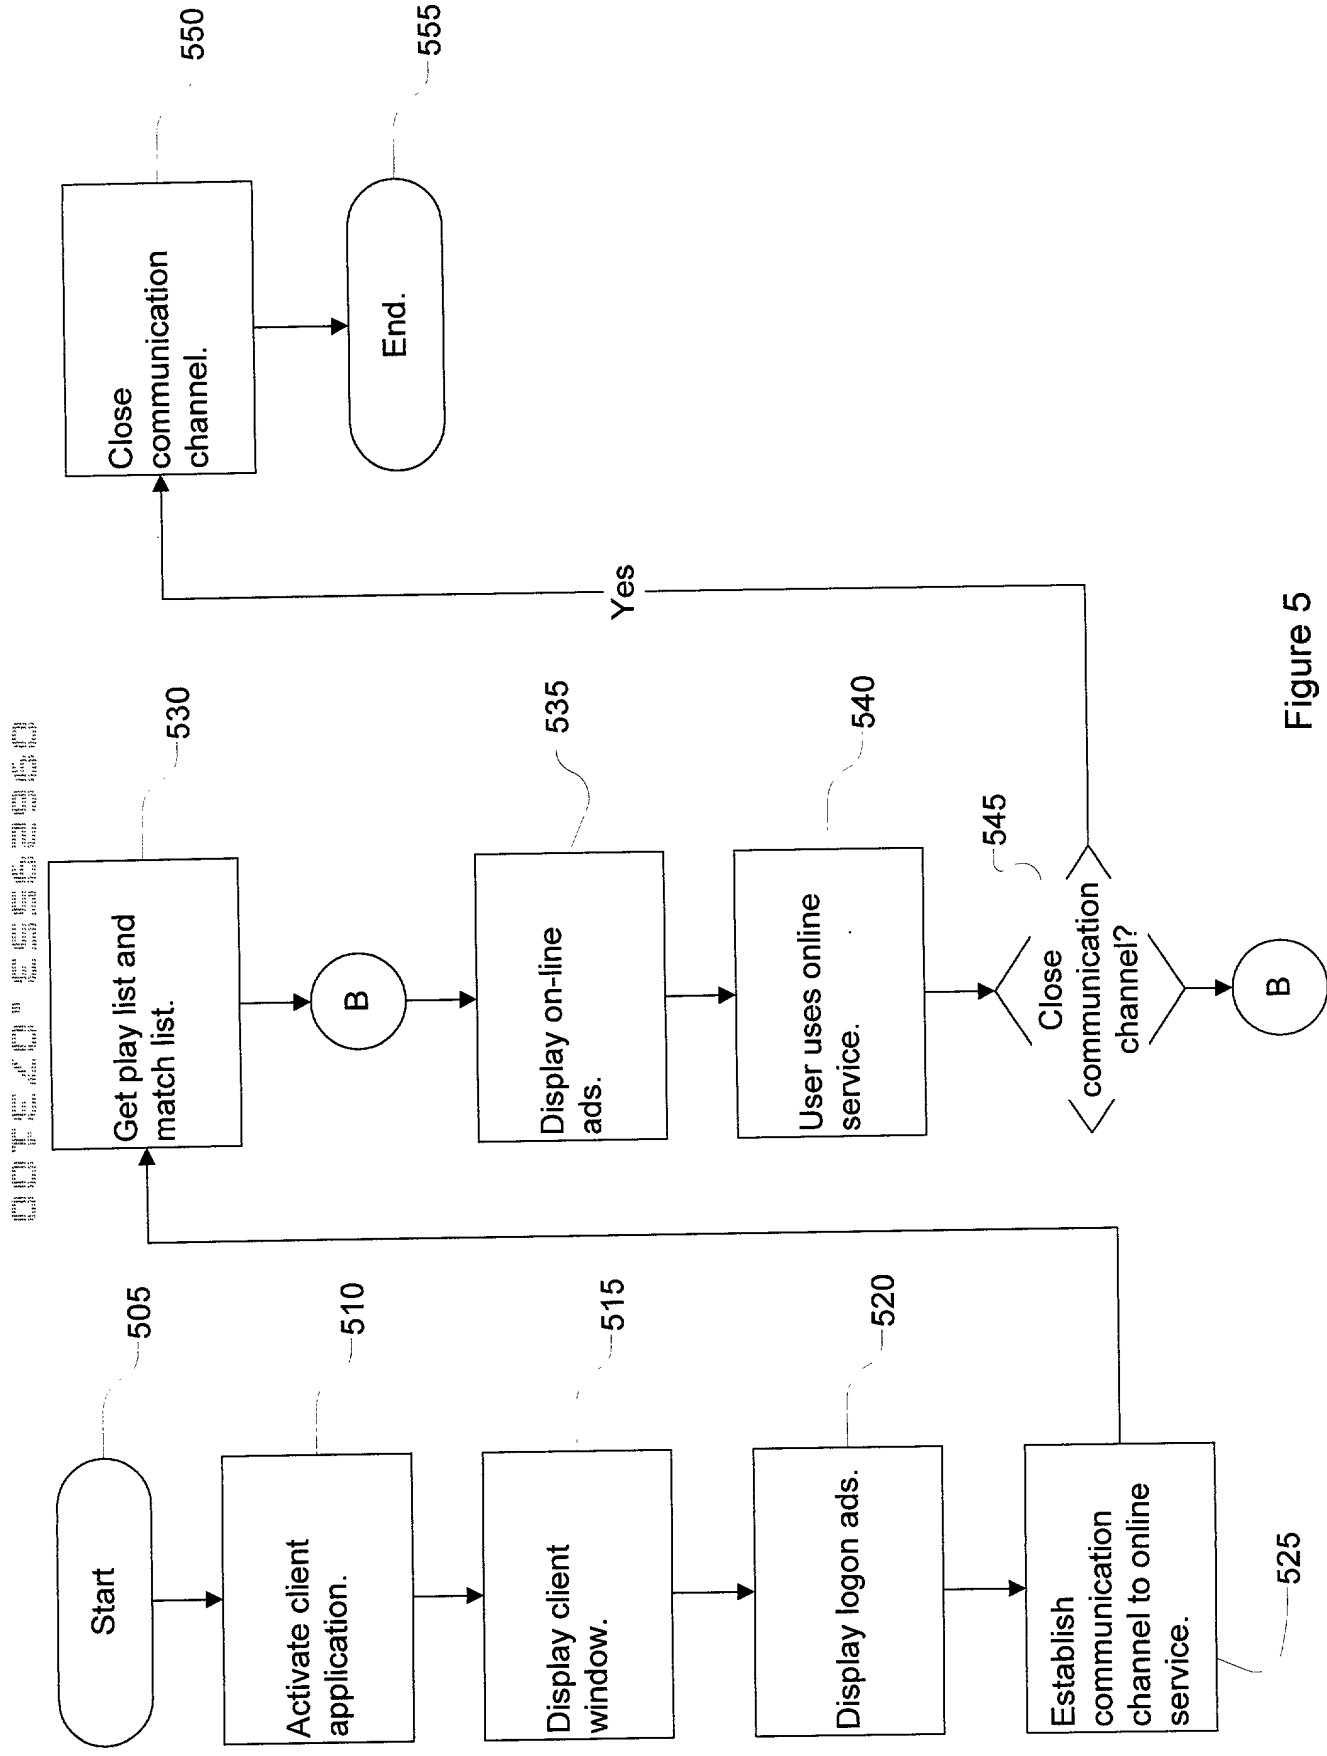 Start
505
Activate client
application.
510
Display client
window.
515
Display logon ads.
520
Establish
communication
channel to online
service.
525
Get play list and
match list.
530
B
Display on-line
ads.
535
User uses online
service.
540
Close
communication
channel?
545
B
Yes
Close
communication
channel.
550
End.
555
Figure 5